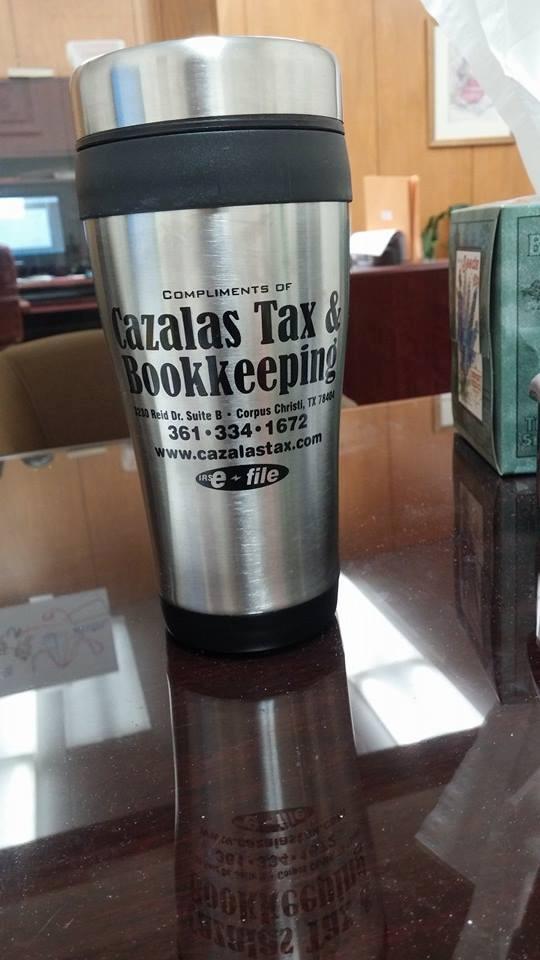 COMPLIMENTS OF
Cazalas Tax &
Bookkeeping
Reid Dr. Suite B • Corpus Christi, TX 78404
361•334•1672
www.cazalastax.com
IRS e-file